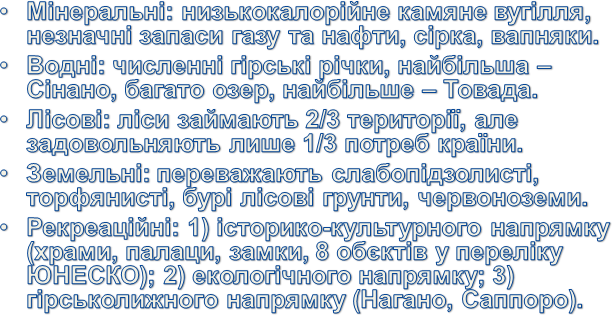 • Мінеральні: низькокалорійне камяне вугілля,
незначні запаси газу та нафти, сірка, вапняки.
• Водні: численні гірські річки, найбільша –
Сінано, багато озер, найбільше – Товада.
• Лісові: ліси займають 2/3 території, але
задовольняють лише 1/3 потреб країни.
• Земельні: переважають слабопідзолисті,
торфянисті, бурі лісові грунти, червоноземи.
• Рекреаційні: 1) історико-культурного напрямку
(храми, палаци, замки, 8 обєктів у переліку
ЮНЕСКО); 2) екологічного напрямку; 3)
гірськолижного напрямку (Нагано, Саппоро).